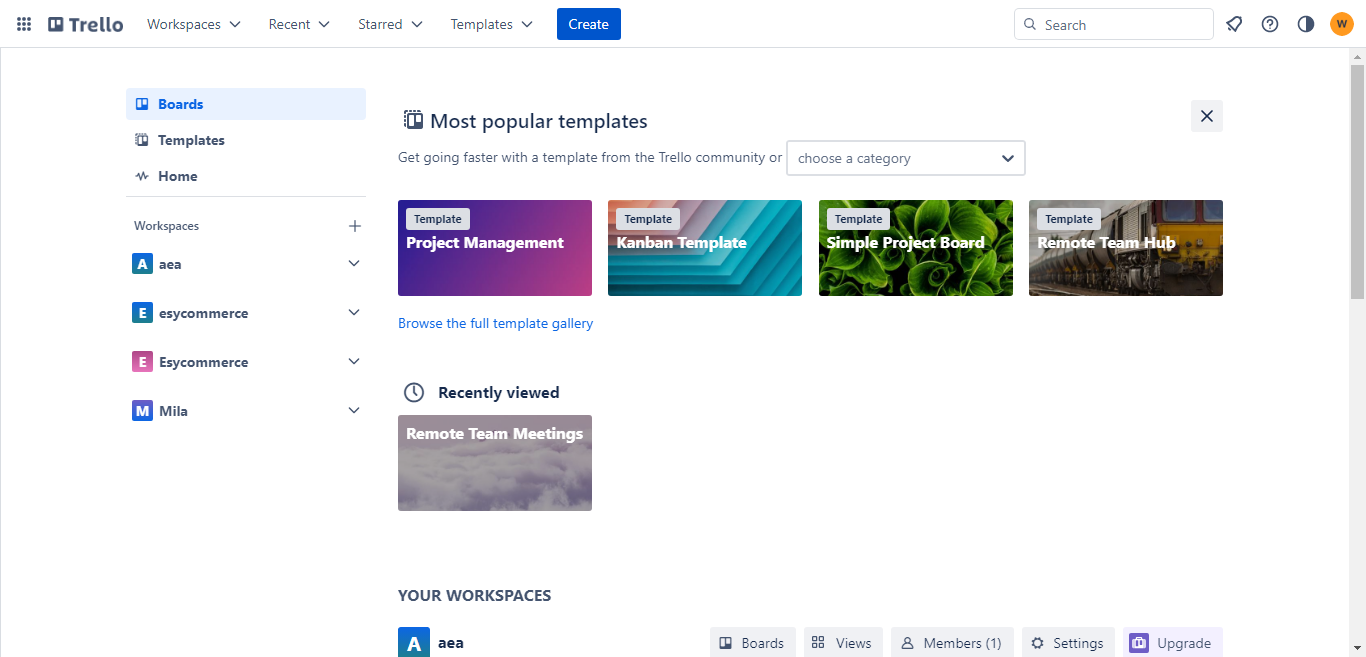 Trello Workspaces Recent Starred Templates Create Search W
Boards
Templates
Home
Workspaces
A aea
E esycommerce
E Esycommerce
M Mila
Most popular templates
Get going faster with a template from the Trello community or choose a category
Template Template Template Template
Project Management Kanban Template Simple Project Board Remote Team Hub
Browse the full template gallery
Recently viewed
Remote Team Meetings
YOUR WORKSPACES
A aea Boards Views Members (1) Settings Upgrade